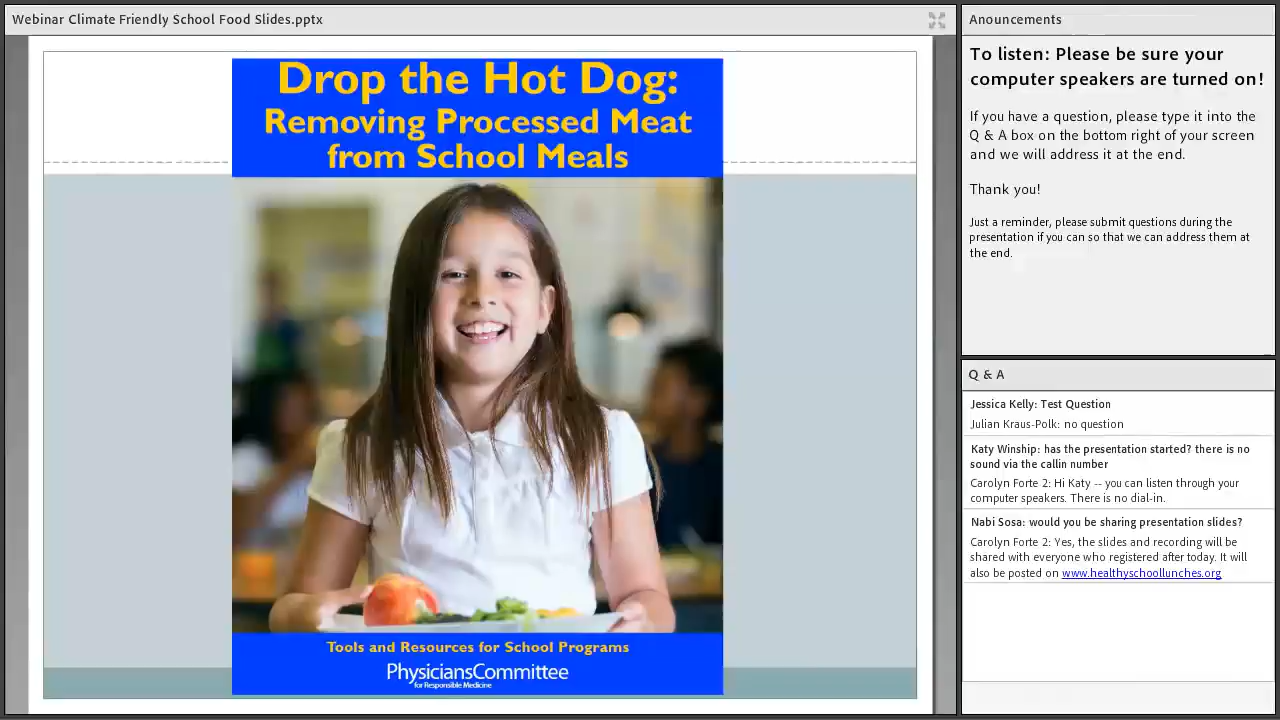 Webinar Climate Friendly School Food Slides.pptx
Drop the Hot Dog:
Removing Processed Meat
from School Meals
Tools and Resources for School Programs
PhysiciansCommittee
for Responsible Medicine
Anouncements
To listen: Please be sure your
computer speakers are turned on!
If you have a question, please type it into the
Q & A box on the bottom right of your screen
and we will address it at the end.
Thank you!
Just a reminder, please submit questions during the
presentation if you can so that we can address them at
the end.
Q & A
Jessica Kelly: Test Question
Julian Kraus-Polk: no question
Katy Winship: has the presentation started? there is no
sound via the callin number
Carolyn Forte 2: Hi Katy -- you can listen through your
computer speakers. There is no dial-in.
Nabi Sosa: would you be sharing presentation slides?
Carolyn Forte 2: Yes, the slides and recording will be
shared with everyone who registered after today. It will
also be posted on www.healthyschoollunches.org